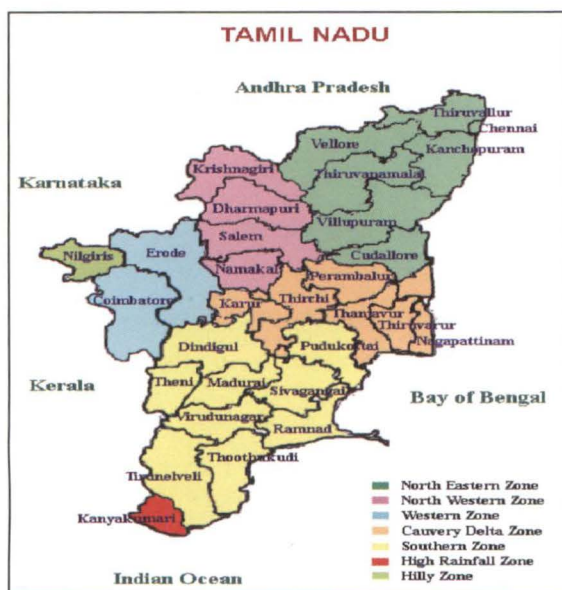 TAMIL NADU
Andhra Pradesh
Thiruvallur
Chennai
Vellore
Kanchepuram
Krishnagiri
Thiruvanamalai
Karnataka
Dharmapuri
Villupuram
Salem
Nilgiris
Erode
Cudallore
Namakal
Perambalur
Coimbatore
Karur
Thirchi
Thanjavur
Thiruvarur
Nagapattinam
Dindigul
Pudukottai
Kerala
Theni
Madurai
Sivagangai
Bay of Bengal
Virudunagar
Ramnad
Thoothukudi
Tirunelveli
Kanyakumari
North Eastern Zone
North Western Zone
Western Zone
Cauvery Delta Zone
Southern Zone
High Rainfall Zone
Hilly Zone
Indian Ocean